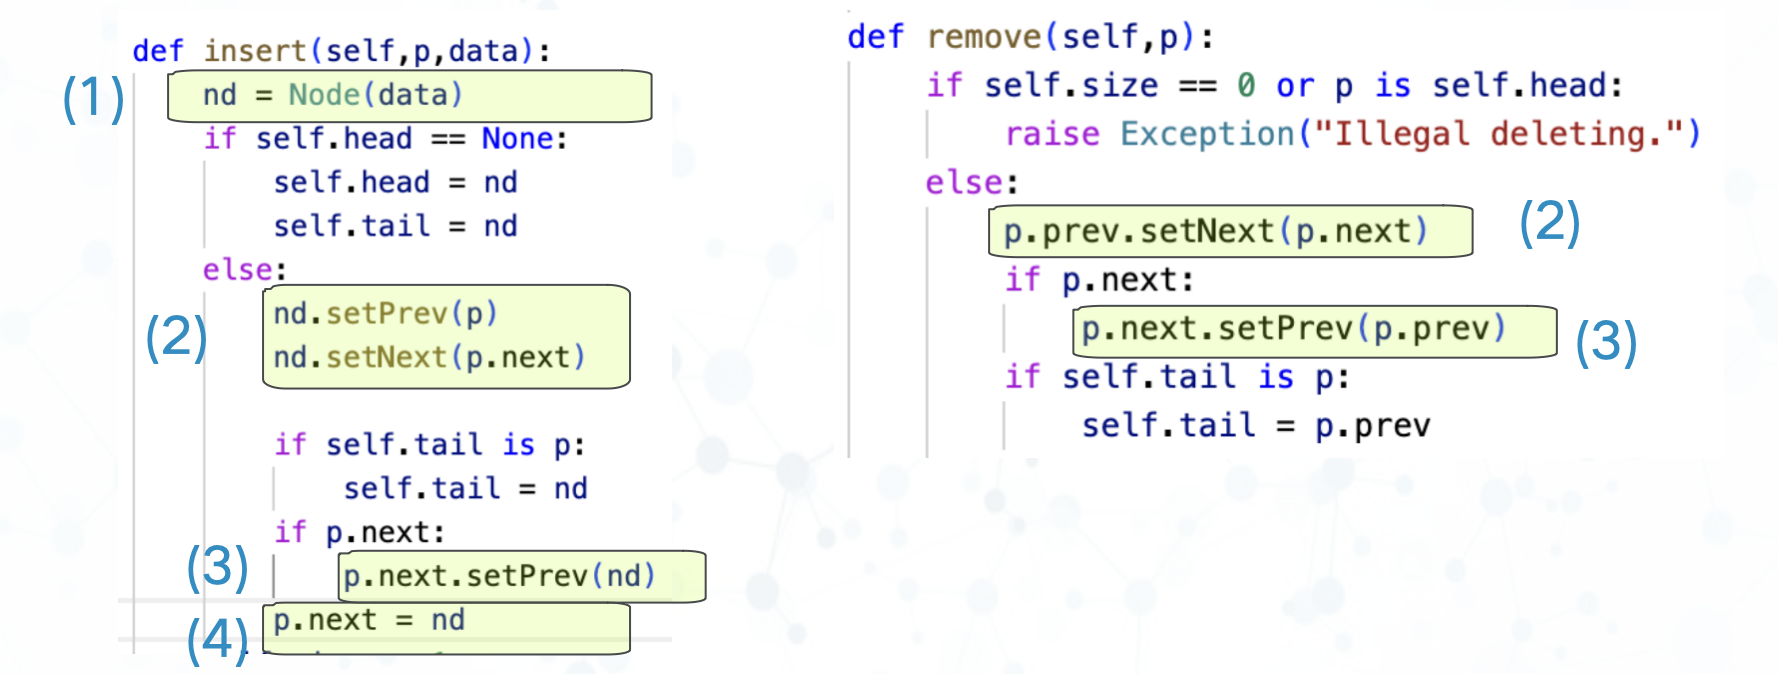 def insert(self,p,data):
(1)
nd = Node(data)
if self.head == None:
self.head = nd
self.tail = nd
else:
(2)
nd.setPrev(p)
nd.setNext(p.next)
if self.tail is p:
self.tail = nd
if p.next:
(3)
p.next.setPrev(nd)
(4)
p.next = nd
def remove(self,p):
if self.size == 0 or p is self.head:
raise Exception("Illegal deleting.")
else:
p.prev.setNext(p.next)
(2)
if p.next:
p.next.setPrev(p.prev)
(3)
if self.tail is p:
self.tail = p.prev